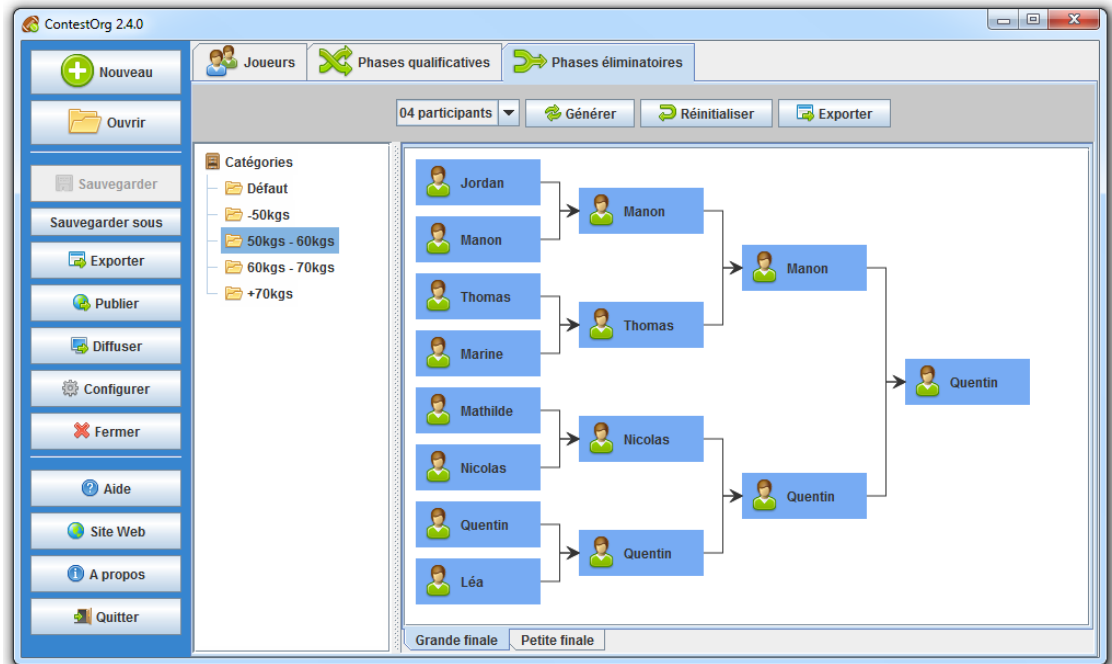 ContestOrg 2.4.0
Nouveau
Ouvrir
Sauvegarder
Sauvegarder sous
Exporter
Publier
Diffuser
Configurer
Fermer
Aide
Site Web
A propos
Quitter
Joueurs
Phases qualificatives
Phases éliminatoires
04 participants
Générer
Réinitialiser
Exporter
Catégories
Défaut
-50kgs
50kgs - 60kgs
60kgs - 70kgs
+70kgs
Jordan
Manon
Thomas
Marine
Mathilde
Nicolas
Quentin
Léa
Manon
Thomas
Nicolas
Quentin
Manon
Quentin
Quentin
Grande finale
Petite finale